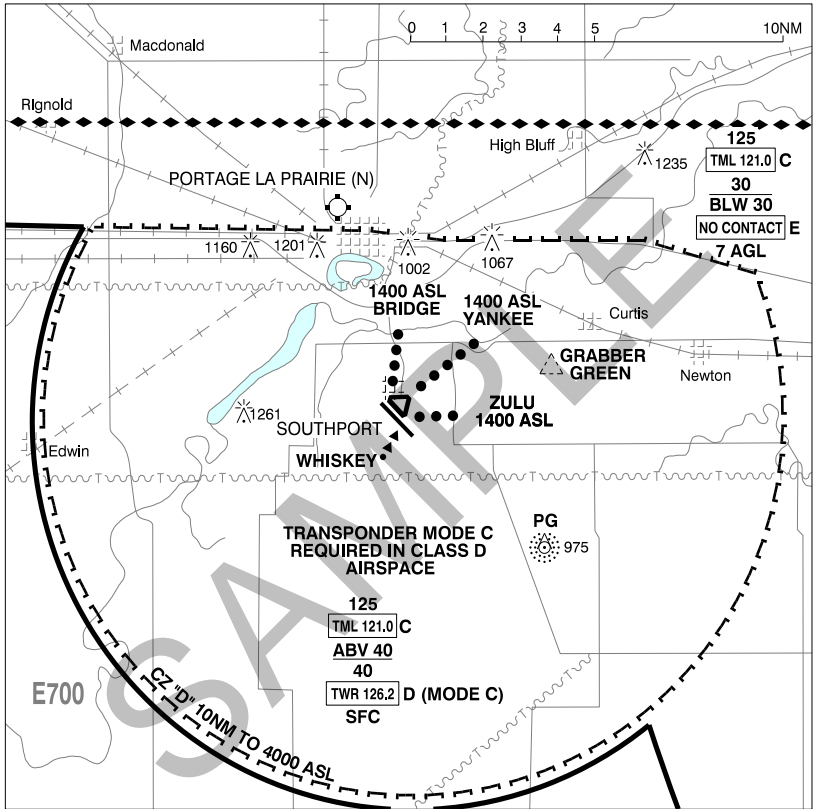 0 1 2 3 4 5 10NM
Macdonald
RIgnold
High Bluff
125
TML 121.0 C
30
BLW 30
NO CONTACT E
7 AGL
1235
PORTAGE LA PRAIRIE (N)
1160
1201
1002
1067
1400 ASL
BRIDGE
1400 ASL
YANKEE
Curtis
GRABBER
GREEN
Newton
ZULU
1400 ASL
1261
SOUTHPORT
Edwin
WHISKEY
TRANSPONDER MODE C
REQUIRED IN CLASS D
AIRSPACE
PG
975
125
TML 121.0 C
ABV 40
40
TWR 126.2 D (MODE C)
SFC
E700
CZ "D" 10NM TO 4000 ASL
SAMPLE